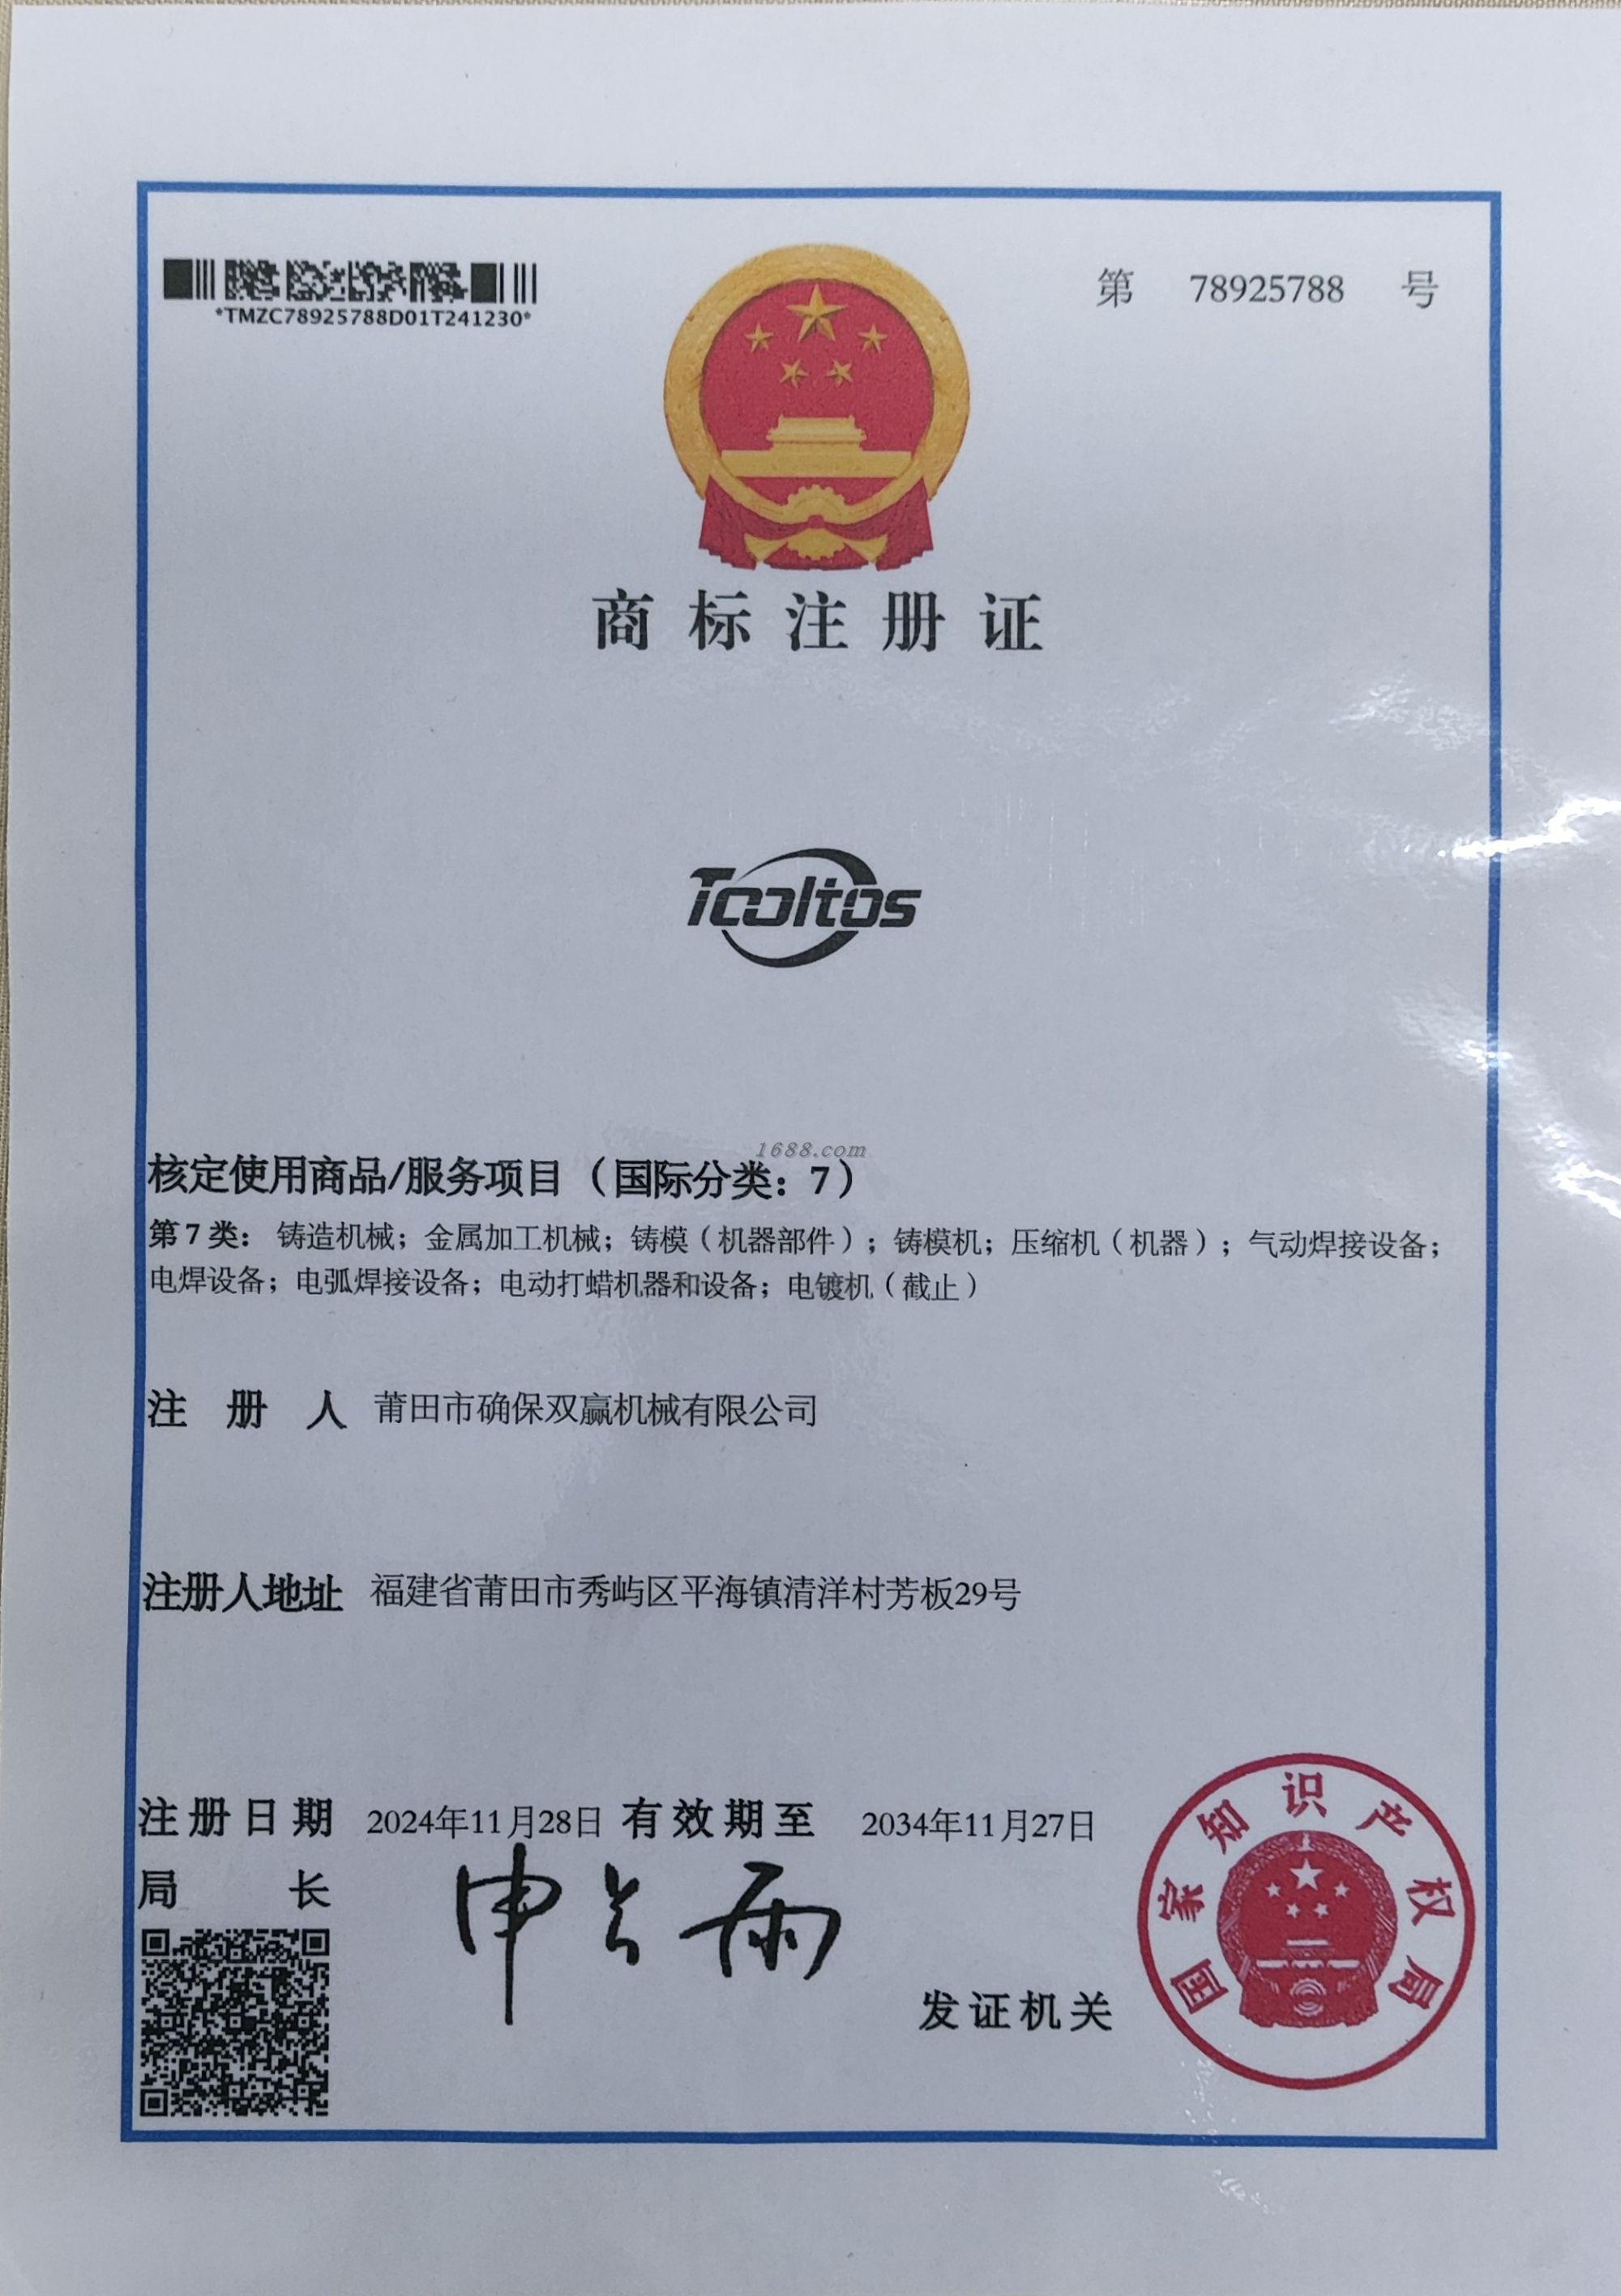 *TMZC78925788D01T241230*
第 78925788 号
商标注册证
Tooltos
1688.com
核定使用商品/服务项目（国际分类：7）
第7类：铸造机械；金属加工机械；铸模（机器部件）；铸模机；压缩机（机器）；气动焊接设备；
电焊设备；电弧焊接设备；电动打蜡机器和设备；电镀机（截止）
注册人 莆田市确保双赢机械有限公司
注册人地址 福建省莆田市秀屿区平海镇清洋村芳板29号
注册日期 2024年11月28日 有效期至 2034年11月27日
局长 申长雨
发证机关
国家知识产权局